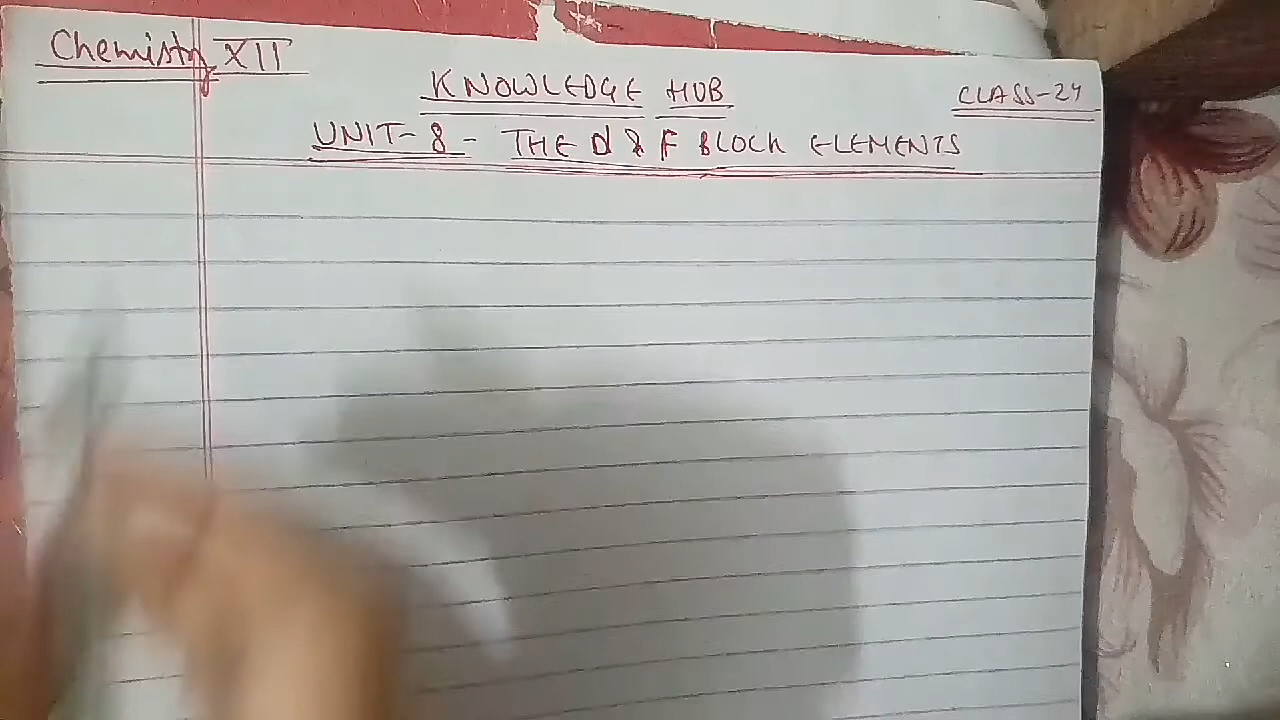 Chemistry XII
KNOWLEDGE HUB
CLASS-24
UNIT-8 - THE d & F BLOCK ELEMENTS